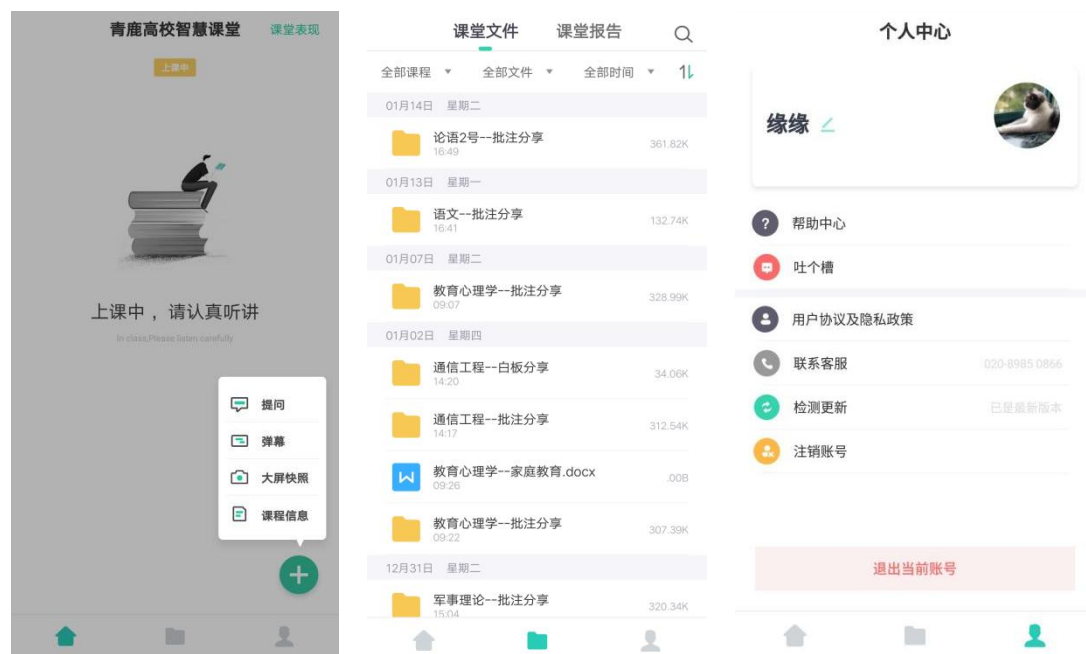 青鹿高校智慧课堂
课堂表现
上课中
上课中，请认真听讲
In class,Please listen carefully
提问
弹幕
大屏快照
课程信息
课堂文件
课堂报告
全部课程
全部文件
全部时间
01月14日 星期二
论语2号--批注分享
16:49
361.82K
01月13日 星期一
语文--批注分享
16:41
132.74K
01月07日 星期二
教育心理学--批注分享
09:07
328.99K
01月02日 星期四
通信工程--白板分享
14:20
34.06K
通信工程--批注分享
14:17
312.54K
教育心理学--家庭教育.docx
09:26
.00B
教育心理学--批注分享
09:22
307.39K
12月31日 星期二
军事理论--批注分享
15:04
320.34K
个人中心
缘缘
帮助中心
吐个槽
用户协议及隐私政策
联系客服
020-8985 0866
检测更新
已是最新版本
注销账号
退出当前账号